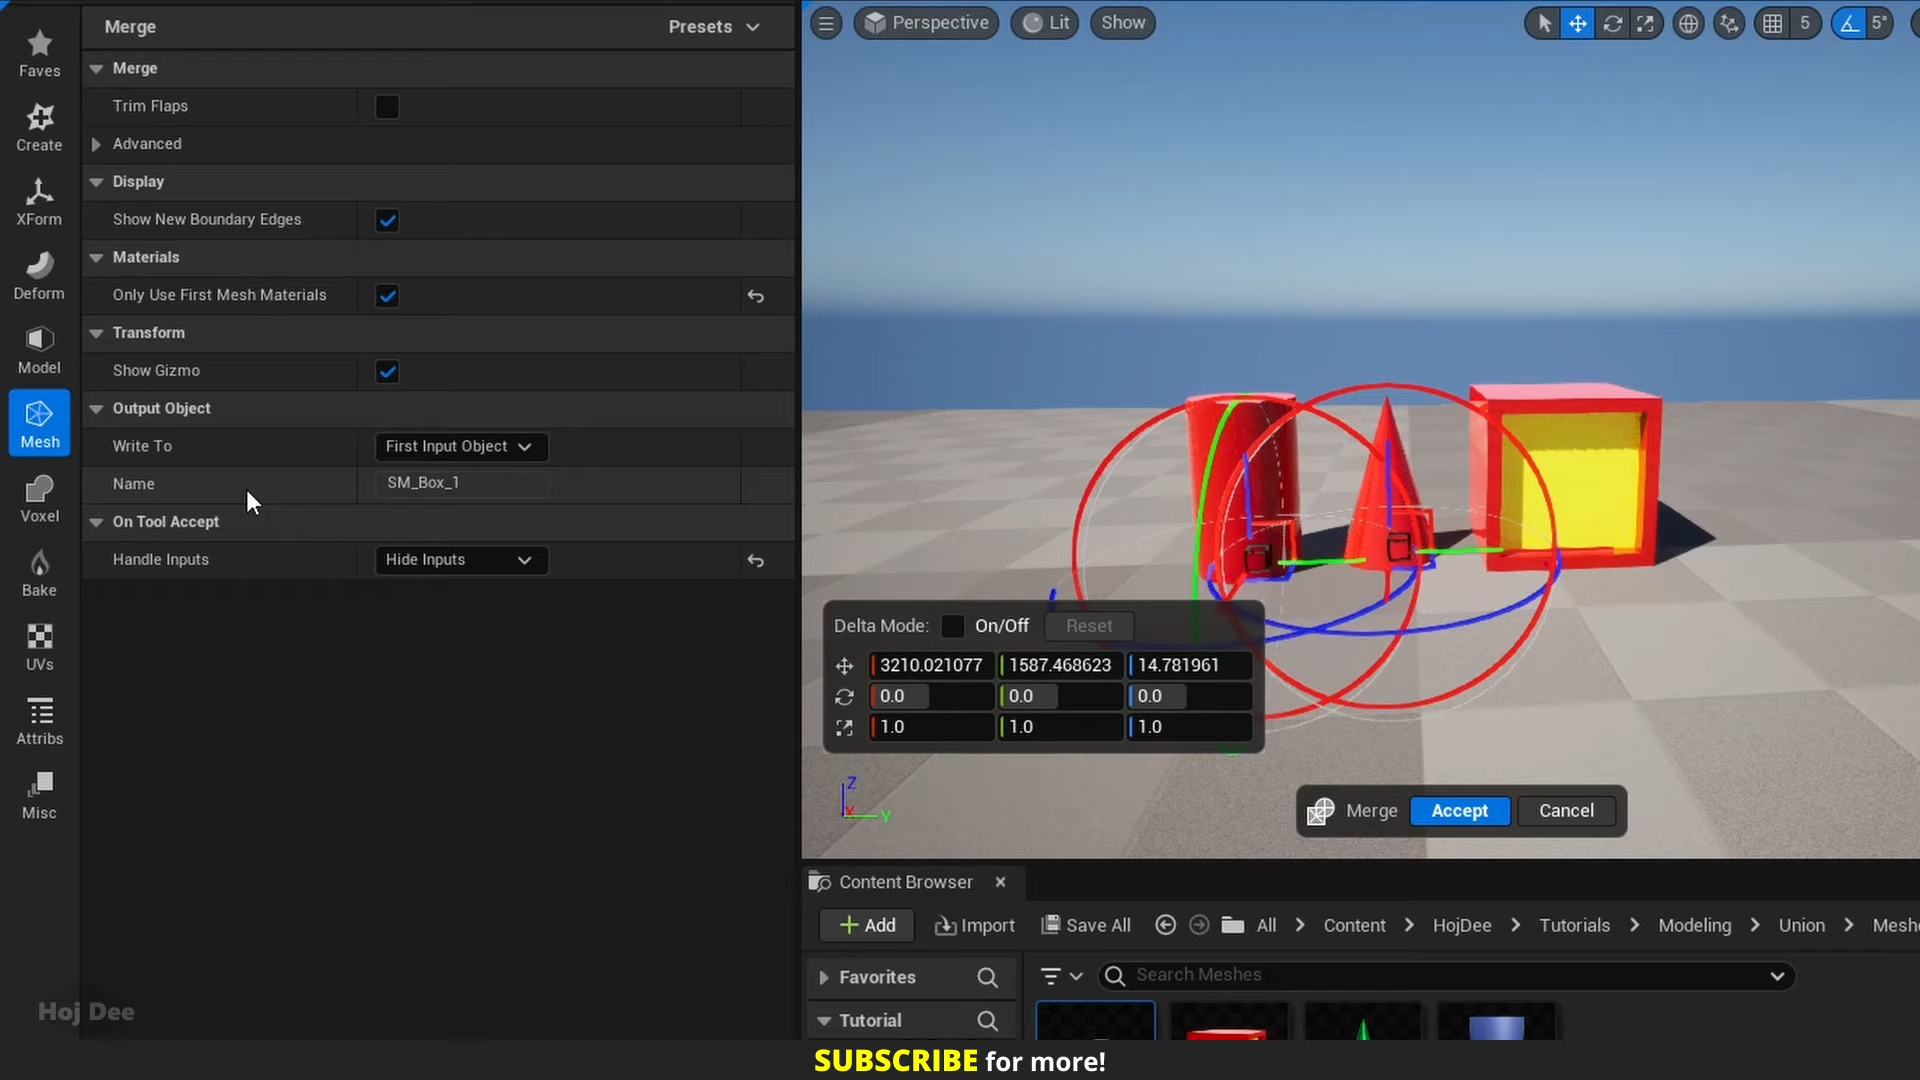 Faves
Create
XForm
Deform
Model
Mesh
Voxel
Bake
UVs
Attribs
Misc
Merge
Presets
Merge
Trim Flaps
Advanced
Display
Show New Boundary Edges
Materials
Only Use First Mesh Materials
Transform
Show Gizmo
Output Object
Write To First Input Object
Name SM_Box_1
On Tool Accept
Handle Inputs Hide Inputs
Hoj Dee
Perspective Lit Show 5 5°
Delta Mode: On/Off Reset
3210.021077 1587.468623 14.781961
0.0 0.0 0.0
1.0 1.0 1.0
Z
X
Y
Merge Accept Cancel
Content Browser
Add Import Save All All Content HojDee Tutorials Modeling Union
Favorites Search Meshes
Tutorial
SUBSCRIBE for more!